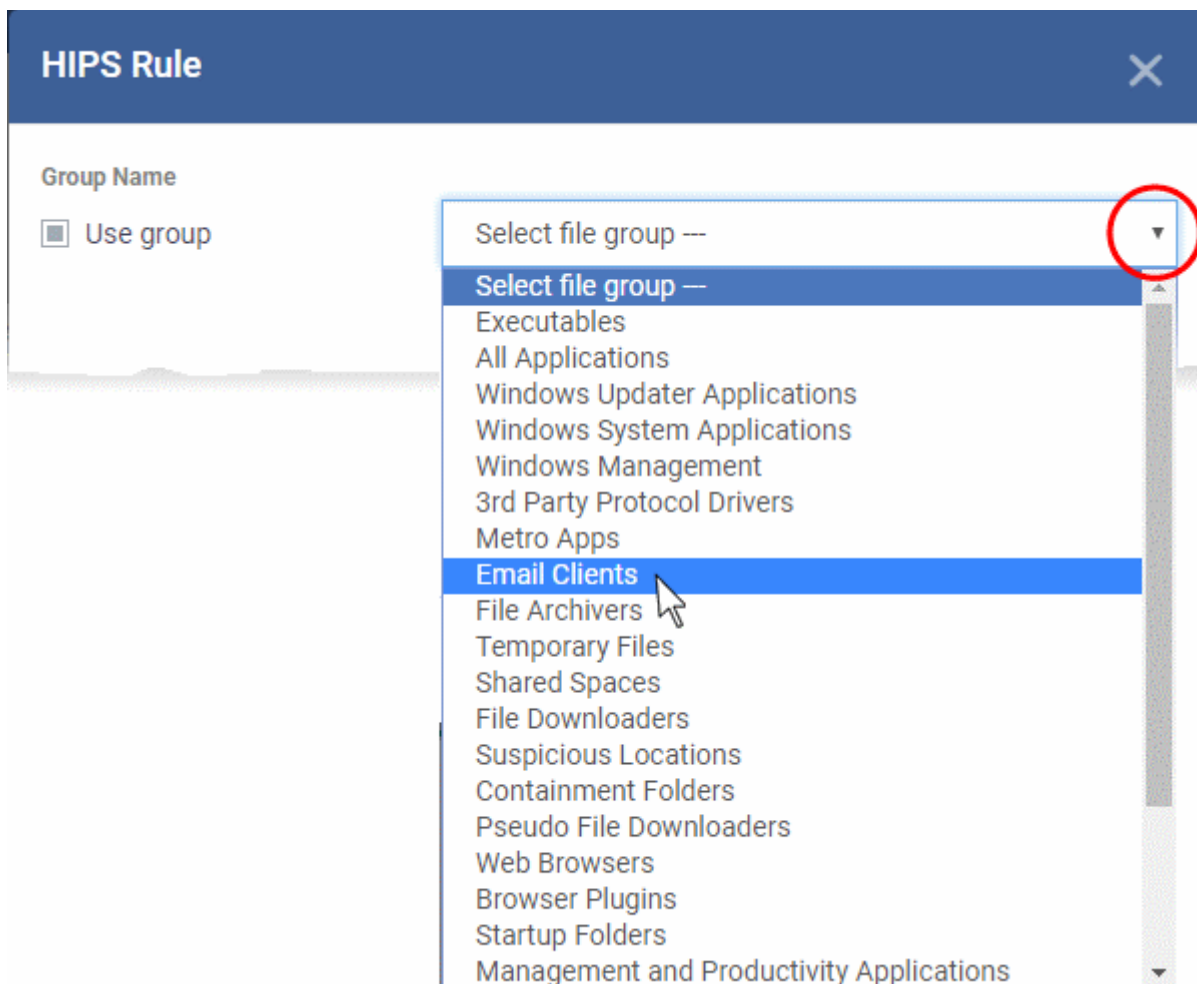 HIPS Rule
Group Name
Use group
Select file group ---
Select file group ---
Executables
All Applications
Windows Updater Applications
Windows System Applications
Windows Management
3rd Party Protocol Drivers
Metro Apps
Email Clients
File Archivers
Temporary Files
Shared Spaces
File Downloaders
Suspicious Locations
Containment Folders
Pseudo File Downloaders
Web Browsers
Browser Plugins
Startup Folders
Management and Productivity Applications